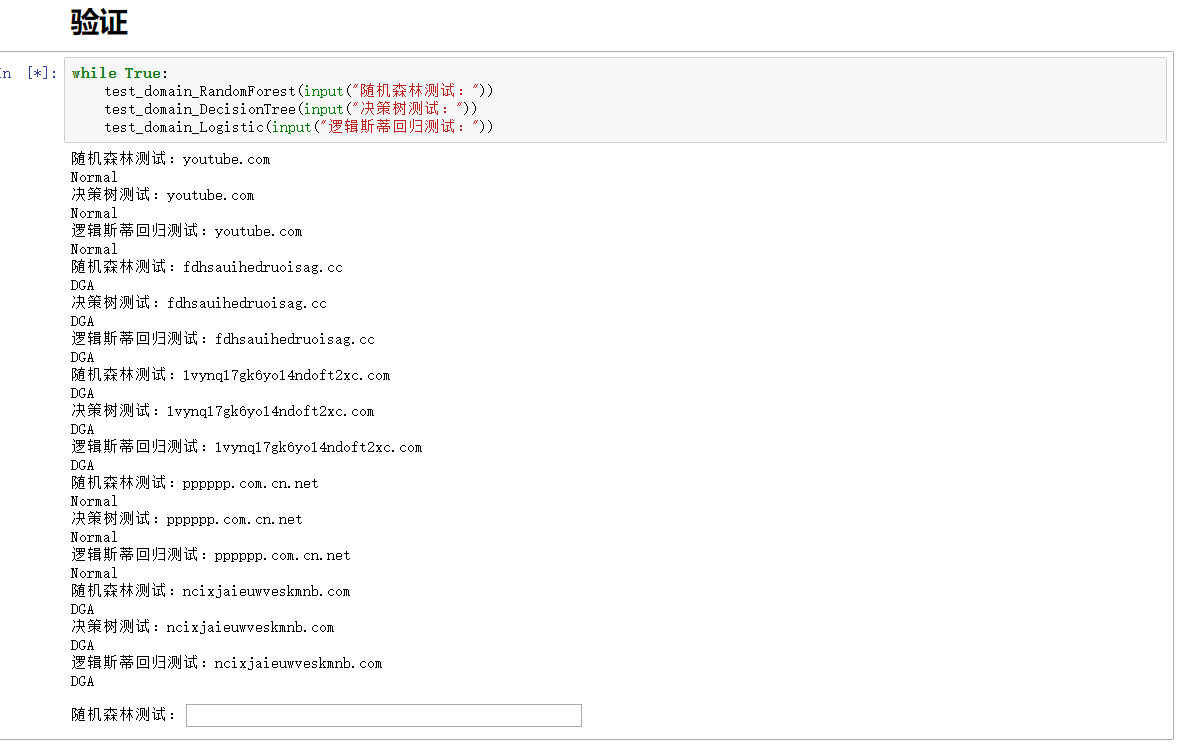 验证
In [*]:
while True:
test_domain_RandomForest(input("随机森林测试："))
test_domain_DecisionTree(input("决策树测试："))
test_domain_Logistic(input("逻辑斯蒂回归测试："))
随机森林测试：youtube.com
Normal
决策树测试：youtube.com
Normal
逻辑斯蒂回归测试：youtube.com
Normal
随机森林测试：fdhsauihedruoisag.cc
DGA
决策树测试：fdhsauihedruoisag.cc
DGA
逻辑斯蒂回归测试：fdhsauihedruoisag.cc
DGA
随机森林测试：1vynq17gk6yo14ndoft2xc.com
DGA
决策树测试：1vynq17gk6yo14ndoft2xc.com
DGA
逻辑斯蒂回归测试：1vynq17gk6yo14ndoft2xc.com
DGA
随机森林测试：pppppp.com.cn.net
Normal
决策树测试：pppppp.com.cn.net
Normal
逻辑斯蒂回归测试：pppppp.com.cn.net
Normal
随机森林测试：ncixjaieuwveskmnb.com
DGA
决策树测试：ncixjaieuwveskmnb.com
DGA
逻辑斯蒂回归测试：ncixjaieuwveskmnb.com
DGA
随机森林测试：